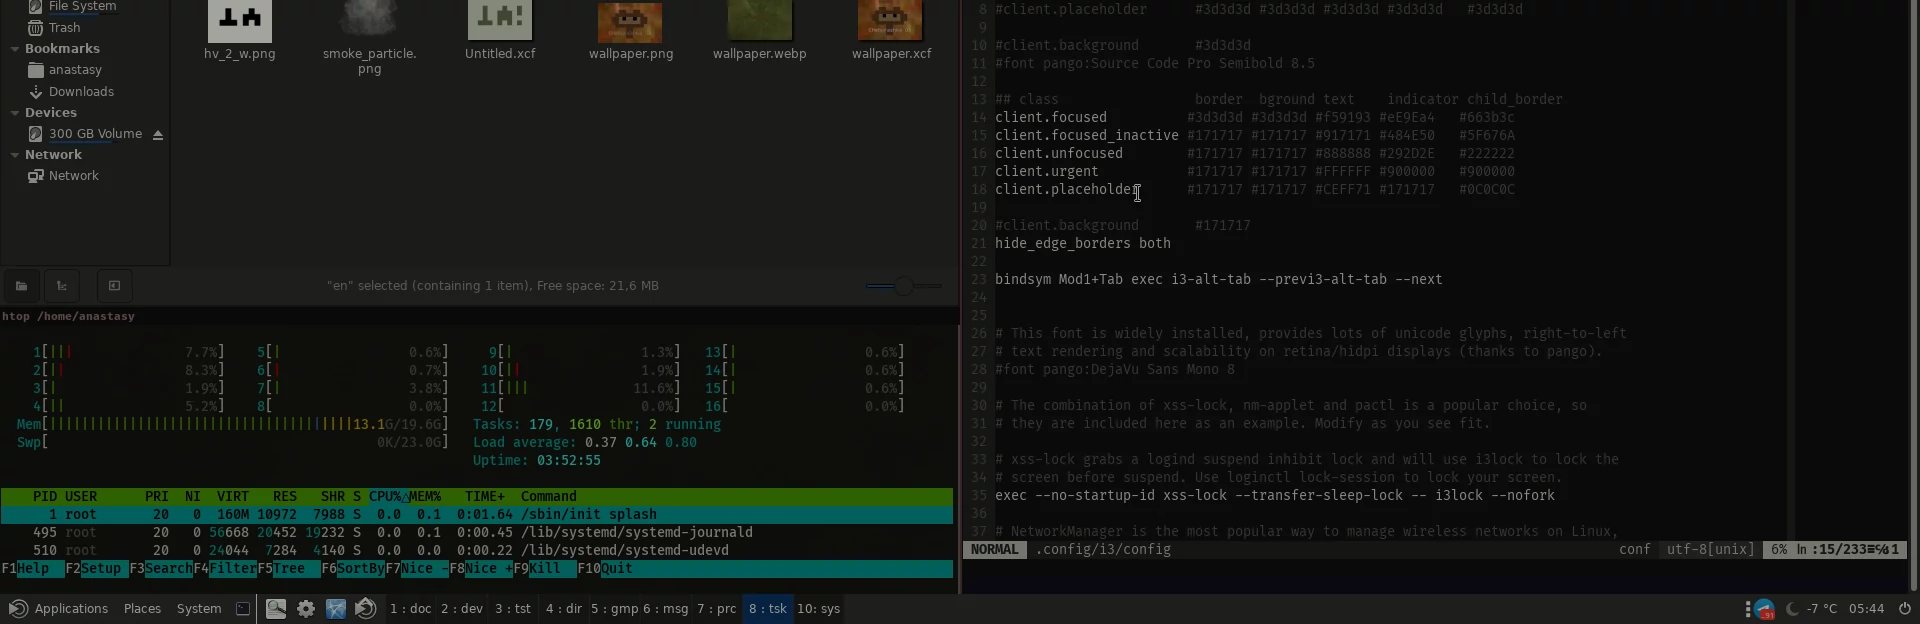 File System
Trash
Bookmarks
anastasy
Downloads
Devices
300 GB Volume
Network
Network
hv_2_w.png
smoke_particle.png
Untitled.xcf
wallpaper.png
wallpaper.webp
wallpaper.xcf
"en" selected (containing 1 item), Free space: 21,6 MB
htop /home/anastasy
1[||| 7.7%] 5[| 0.6%] 9[| 1.3%] 13[| 0.6%]
2[|| 8.3%] 6[| 0.7%] 10[|| 1.9%] 14[| 0.6%]
3[| 1.9%] 7[| 3.8%] 11[||| 11.6%] 15[| 0.6%]
4[|| 5.2%] 8[ 0.0%] 12[ 0.0%] 16[ 0.0%]
Mem[||||||||||||||||||||||||||||||||||||||13.1G/19.6G] Tasks: 179, 1610 thr; 2 running
Swp[ 0K/23.0G] Load average: 0.37 0.64 0.80
Uptime: 03:52:55
PID USER PRI NI VIRT RES SHR S CPU%△MEM% TIME+ Command
1 root 20 0 160M 10972 7988 S 0.0 0.1 0:01.64 /sbin/init splash
495 root 20 0 56668 20452 19232 S 0.0 0.1 0:00.45 /lib/systemd/systemd-journald
510 root 20 0 24044 7284 4140 S 0.0 0.0 0:00.22 /lib/systemd/systemd-udevd
F1Help F2Setup F3SearchF4FilterF5Tree F6SortByF7Nice -F8Nice +F9Kill F10Quit
8 #client.placeholder #3d3d3d #3d3d3d #3d3d3d #3d3d3d #3d3d3d
9
10 #client.background #3d3d3d
11 #font pango:Source Code Pro Semibold 8.5
12
13 ## class border bground text indicator child_border
14 client.focused #3d3d3d #3d3d3d #f59193 #eE9Ea4 #663b3c
15 client.focused_inactive #171717 #171717 #917171 #484E50 #5F676A
16 client.unfocused #171717 #171717 #888888 #292D2E #222222
17 client.urgent #171717 #171717 #FFFFFF #900000 #900000
18 client.placeholder #171717 #171717 #CEFF71 #171717 #0C0C0C
19
20 #client.background #171717
21 hide_edge_borders both
22
23 bindsym Mod1+Tab exec i3-alt-tab --previ3-alt-tab --next
24
25
26 # This font is widely installed, provides lots of unicode glyphs, right-to-left
27 # text rendering and scalability on retina/hidpi displays (thanks to pango).
28 #font pango:DejaVu Sans Mono 8
29
30 # The combination of xss-lock, nm-applet and pactl is a popular choice, so
31 # they are included here as an example. Modify as you see fit.
32
33 # xss-lock grabs a logind suspend inhibit lock and will use i3lock to lock the
34 # screen before suspend. Use loginctl lock-session to lock your screen.
35 exec --no-startup-id xss-lock --transfer-sleep-lock -- i3lock --nofork
36
37 # NetworkManager is the most popular way to manage wireless networks on Linux,
NORMAL .config/i3/config conf utf-8[unix] 6% ln :15/233≡℅1
Applications Places System 1 : doc 2 : dev 3 : tst 4 : dir 5 : gmp 6 : msg 7 : prc 8 : tsk 10: sys -7 °C 05:44